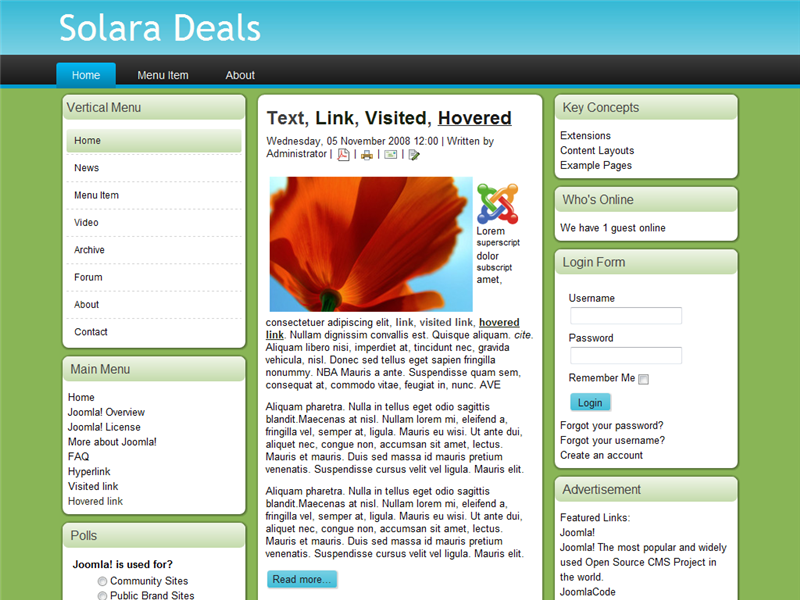 Solara Deals
Home
Menu Item
About
Vertical Menu
Home
News
Menu Item
Video
Archive
Forum
About
Contact
Main Menu
Home
Joomla! Overview
Joomla! License
More about Joomla!
FAQ
Hyperlink
Visited link
Hovered link
Polls
Joomla! is used for?
Community Sites
Public Brand Sites
Text, Link, Visited, Hovered
Wednesday, 05 November 2008 12:00 | Written by
Administrator | | | |
Lorem
superscript
dolor
subscript
amet,
consectetuer adipiscing elit, link, visited link, hovered
link. Nullam dignissim convallis est. Quisque aliquam. cite.
Aliquam libero nisi, imperdiet at, tincidunt nec, gravida
vehicula, nisl. Donec sed tellus eget sapien fringilla
nonummy. NBA Mauris a ante. Suspendisse quam sem,
consequat at, commodo vitae, feugiat in, nunc. AVE
Aliquam pharetra. Nulla in tellus eget odio sagittis
blandit.Maecenas at nisl. Nullam lorem mi, eleifend a,
fringilla vel, semper at, ligula. Mauris eu wisi. Ut ante dui,
aliquet nec, congue non, accumsan sit amet, lectus.
Mauris et mauris. Duis sed massa id mauris pretium
venenatis. Suspendisse cursus velit vel ligula. Mauris elit.
Aliquam pharetra. Nulla in tellus eget odio sagittis
blandit.Maecenas at nisl. Nullam lorem mi, eleifend a,
fringilla vel, semper at, ligula. Mauris eu wisi. Ut ante dui,
aliquet nec, congue non, accumsan sit amet, lectus.
Mauris et mauris. Duis sed massa id mauris pretium
venenatis. Suspendisse cursus velit vel ligula. Mauris elit.
Read more...
Key Concepts
Extensions
Content Layouts
Example Pages
Who's Online
We have 1 guest online
Login Form
Username
Password
Remember Me
Login
Forgot your password?
Forgot your username?
Create an account
Advertisement
Featured Links:
Joomla!
Joomla! The most popular and widely
used Open Source CMS Project in
the world.
JoomlaCode